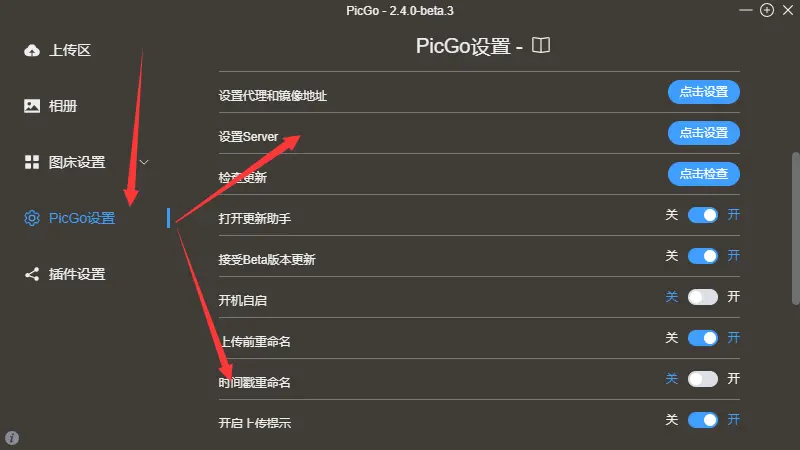 PicGo - 2.4.0-beta.3
上传区
相册
图床设置
PicGo设置
插件设置
PicGo设置 -
设置代理和镜像地址 点击设置
设置Server 点击设置
检查更新 点击检查
打开更新助手 关 开
接受Beta版本更新 关 开
开机自启 关 开
上传前重命名 关 开
时间戳重命名 关 开
开启上传提示 关 开